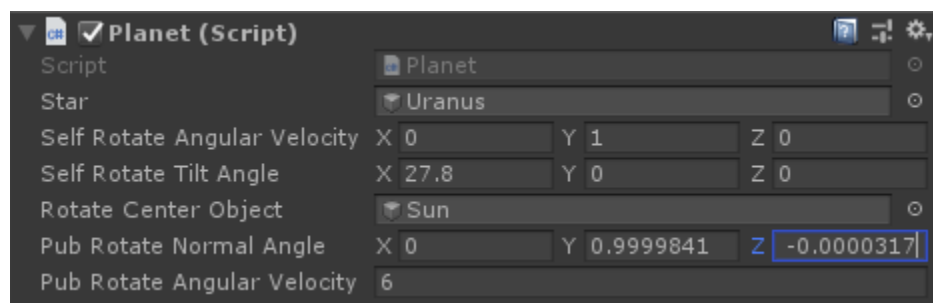 Planet (Script)
Script Planet
Star Uranus
Self Rotate Angular Velocity X 0 Y 1 Z 0
Self Rotate Tilt Angle X 27.8 Y 0 Z 0
Rotate Center Object Sun
Pub Rotate Normal Angle X 0 Y 0.9999841 Z -0.0000317
Pub Rotate Angular Velocity 6